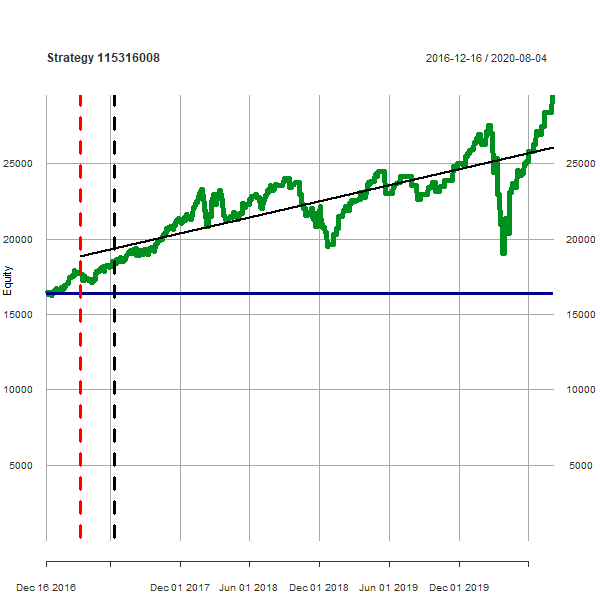 Strategy 115316008
2016-12-16 / 2020-08-04
25000 25000
20000 20000
Equity
15000 15000
10000 10000
5000 5000
Dec 16 2016 Dec 01 2017 Jun 01 2018 Dec 01 2018 Jun 01 2019 Dec 01 2019